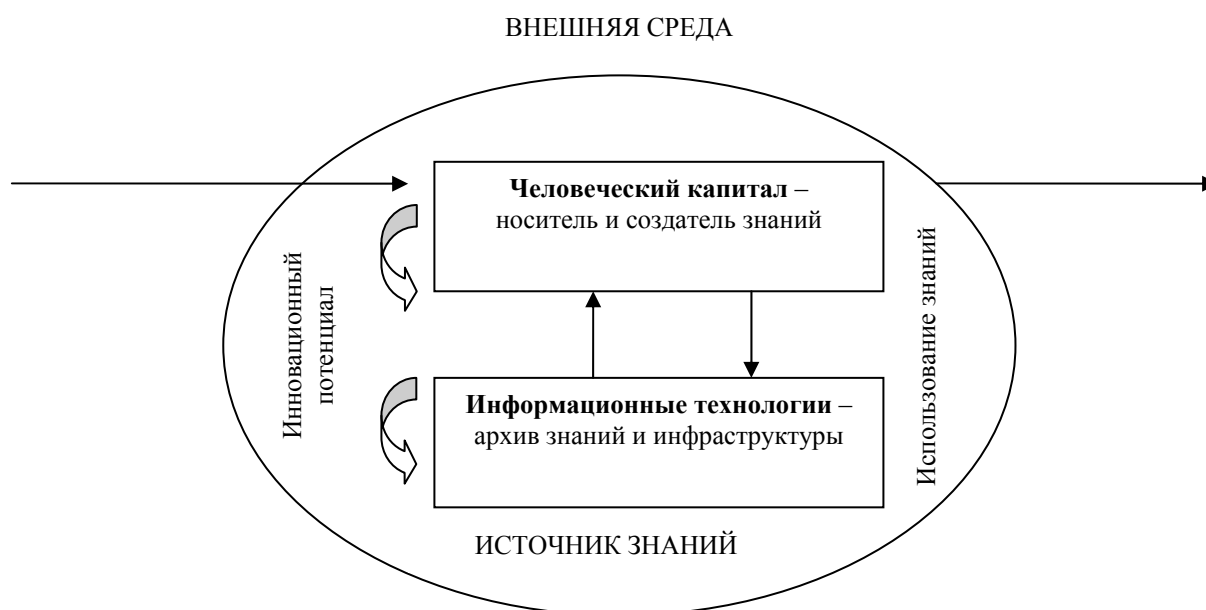 ВНЕШНЯЯ СРЕДА
Человеческий капитал –
носитель и создатель знаний
Инновационный
потенциал
Использование знаний
Информационные технологии –
архив знаний и инфраструктуры
ИСТОЧНИК ЗНАНИЙ